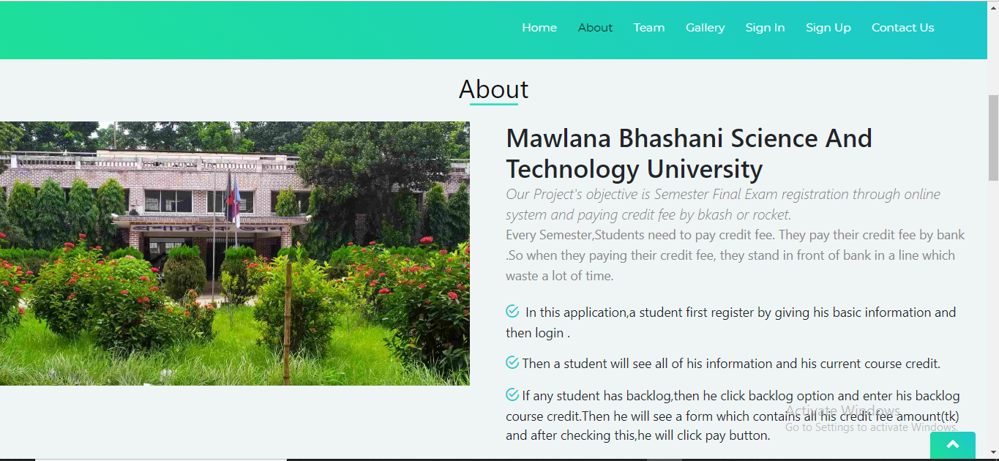 Home About Team Gallery Sign In Sign Up Contact Us
About
Mawlana Bhashani Science And
Technology University
Our Project's objective is Semester Final Exam registration through online
system and paying credit fee by bkash or rocket.
Every Semester,Students need to pay credit fee. They pay their credit fee by bank
.So when they paying their credit fee, they stand in front of bank in a line which
waste a lot of time.
প্রশাসনিক ভবন
In this application,a student first register by giving his basic information and
then login .
Then a student will see all of his information and his current course credit.
If any student has backlog,then he click backlog option and enter his backlog
course credit.Then he will see a form which contains all his credit fee amount(tk)
and after checking this,he will click pay button.
Activate Windows
Go to Settings to activate Windows.